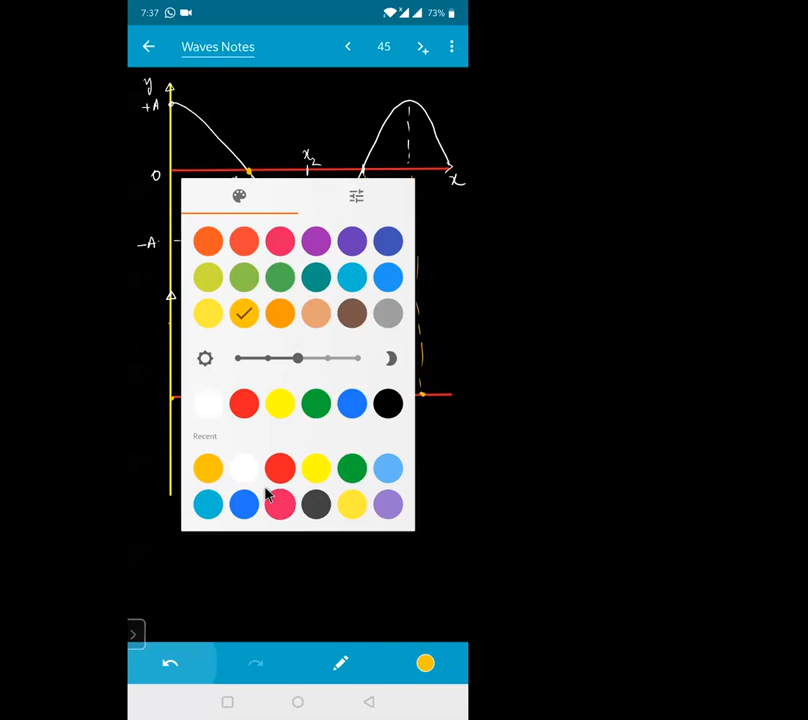 7:37 73%
Waves Notes 45
y
+A
x₂
0
x
-A
Recent